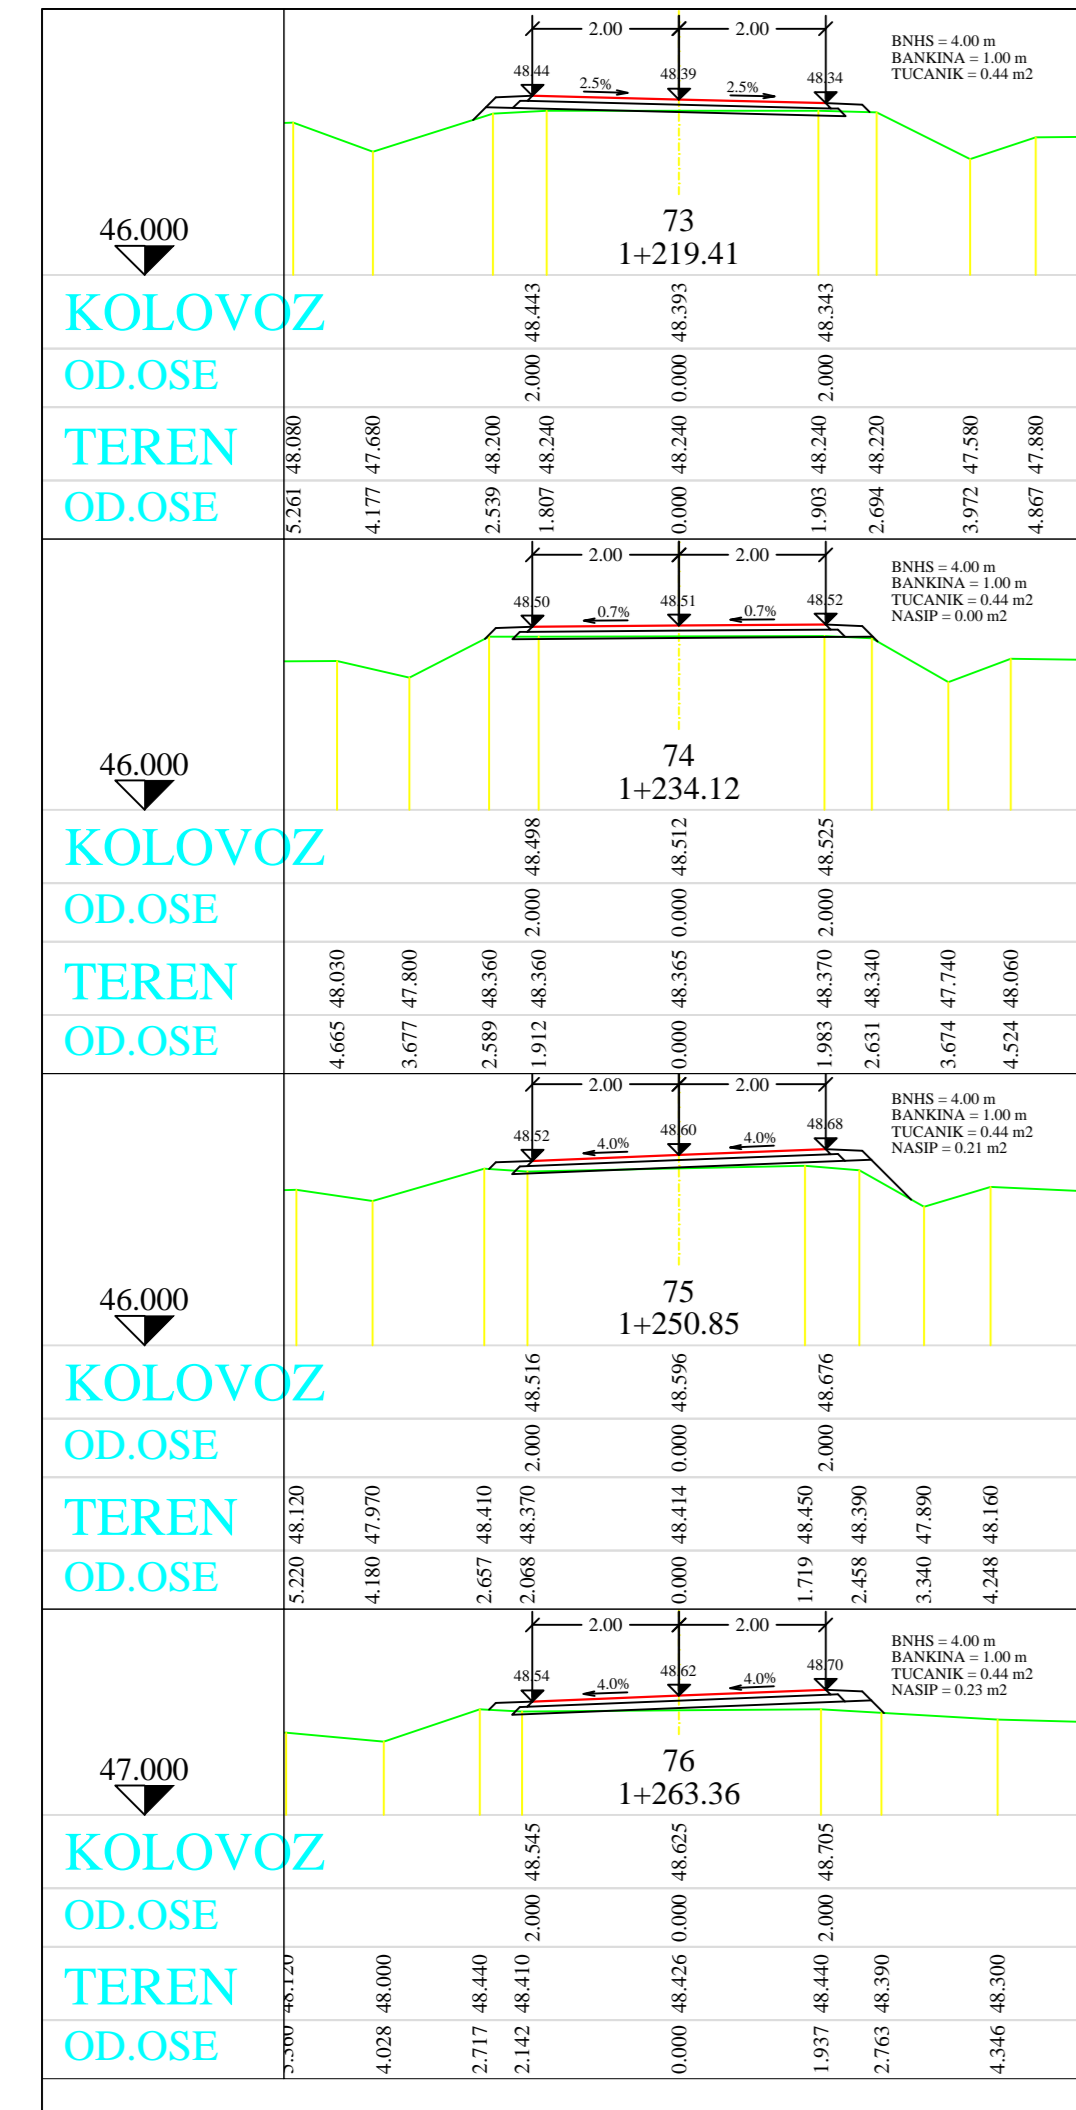 2.00 2.00
BNHS = 4.00 m
BANKINA = 1.00 m
TUCANIK = 0.44 m2
48.44 2.5% 48.39 2.5% 48.34
73
1+219.41
46.000
KOLOVOZ 48.443 48.393 48.343
OD.OSE 2.000 0.000 2.000
TEREN 48.080 47.680 48.200 48.240 48.240 48.240 48.220 47.580 47.880
OD.OSE 5.261 4.177 2.539 1.807 0.000 1.903 2.694 3.972 4.867
2.00 2.00
BNHS = 4.00 m
BANKINA = 1.00 m
TUCANIK = 0.44 m2
NASIP = 0.00 m2
48.50 0.7% 48.51 0.7% 48.52
74
1+234.12
46.000
KOLOVOZ 48.498 48.512 48.525
OD.OSE 2.000 0.000 2.000
TEREN 48.030 47.800 48.360 48.360 48.365 48.370 48.340 47.740 48.060
OD.OSE 4.665 3.677 2.589 1.912 0.000 1.983 2.631 3.674 4.524
2.00 2.00
BNHS = 4.00 m
BANKINA = 1.00 m
TUCANIK = 0.44 m2
NASIP = 0.21 m2
48.52 4.0% 48.60 4.0% 48.68
75
1+250.85
46.000
KOLOVOZ 48.516 48.596 48.676
OD.OSE 2.000 0.000 2.000
TEREN 48.120 47.970 48.410 48.370 48.414 48.450 48.390 47.890 48.160
OD.OSE 5.220 4.180 2.657 2.068 0.000 1.719 2.458 3.340 4.248
2.00 2.00
BNHS = 4.00 m
BANKINA = 1.00 m
TUCANIK = 0.44 m2
NASIP = 0.23 m2
48.54 4.0% 48.62 4.0% 48.70
76
1+263.36
47.000
KOLOVOZ 48.545 48.625 48.705
OD.OSE 2.000 0.000 2.000
TEREN 48.120 48.000 48.440 48.410 48.426 48.440 48.390 48.300
OD.OSE 4.028 2.717 2.142 0.000 1.937 2.763 4.346